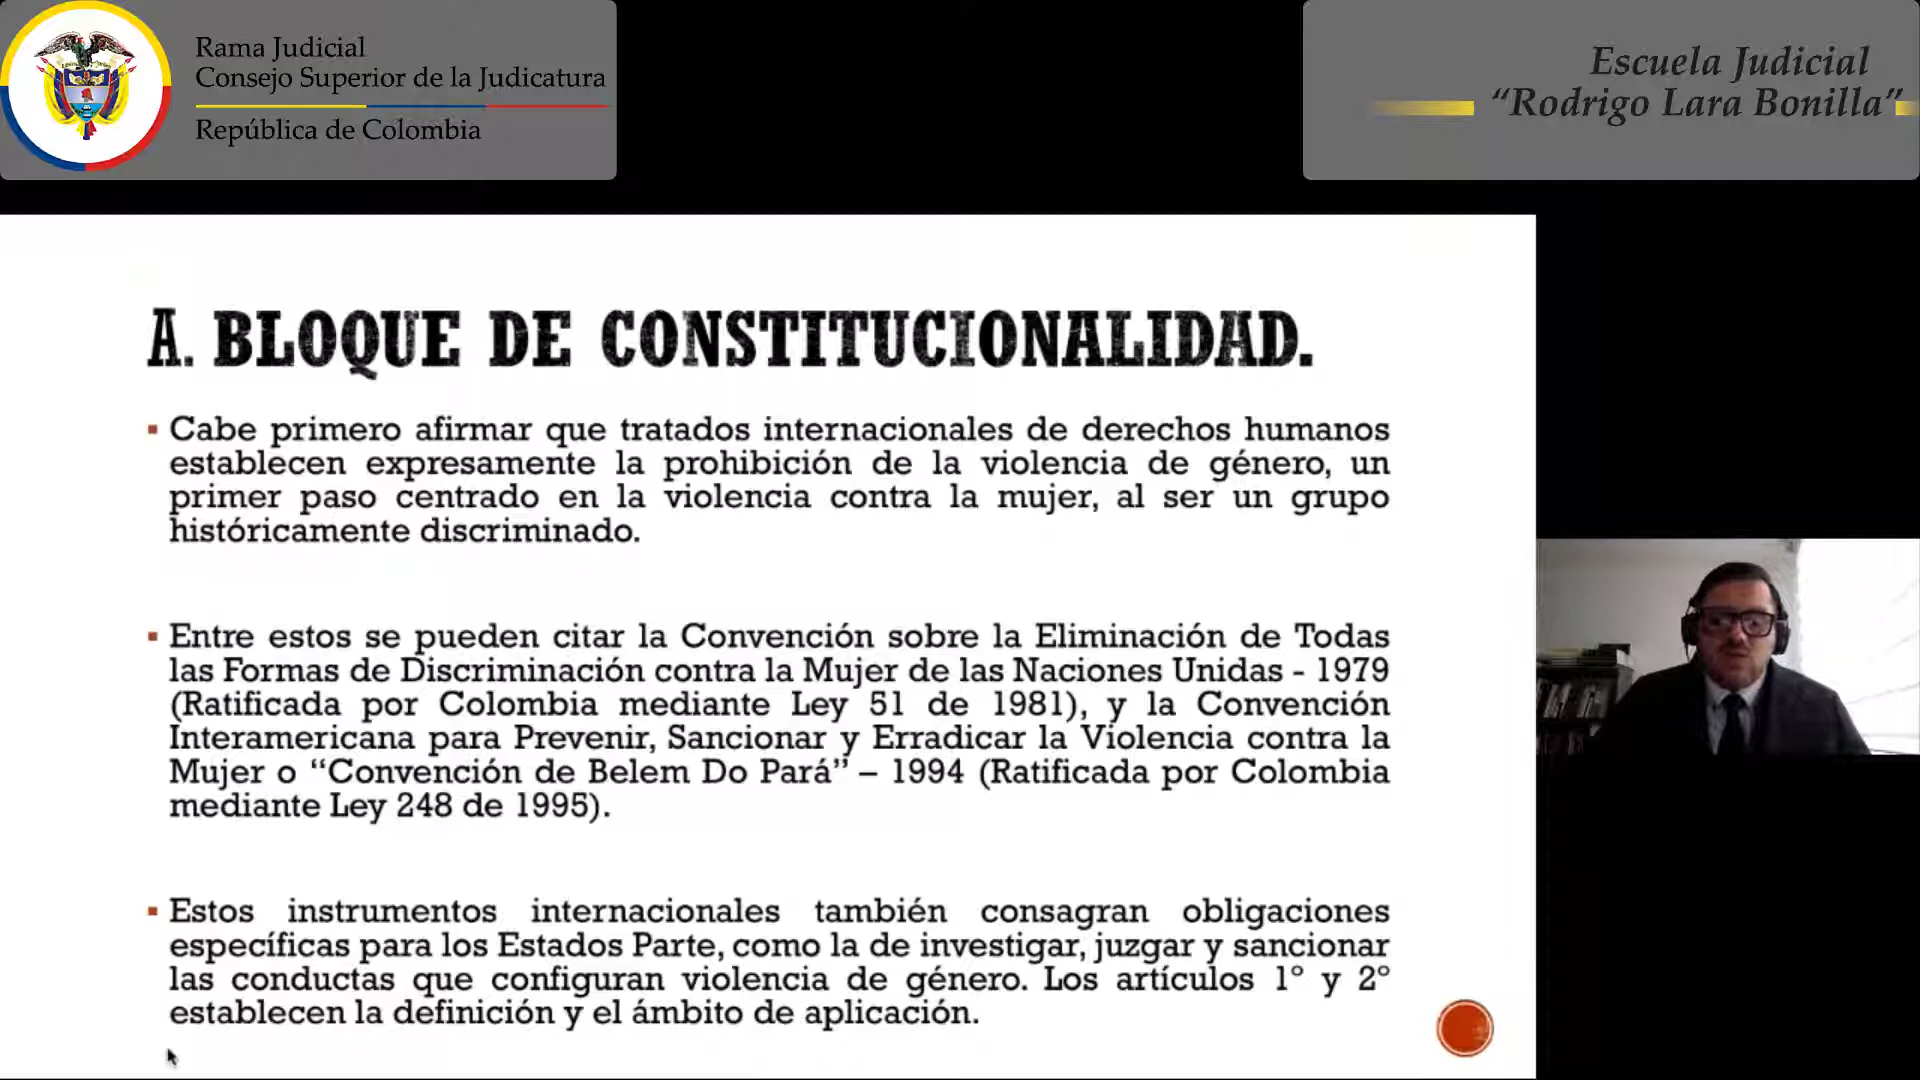 Rama Judicial
Consejo Superior de la Judicatura
República de Colombia
Escuela Judicial
“Rodrigo Lara Bonilla”
A. BLOQUE DE CONSTITUCIONALIDAD.
▪ Cabe primero afirmar que tratados internacionales de derechos humanos
establecen expresamente la prohibición de la violencia de género, un
primer paso centrado en la violencia contra la mujer, al ser un grupo
históricamente discriminado.
▪ Entre estos se pueden citar la Convención sobre la Eliminación de Todas
las Formas de Discriminación contra la Mujer de las Naciones Unidas - 1979
(Ratificada por Colombia mediante Ley 51 de 1981), y la Convención
Interamericana para Prevenir, Sancionar y Erradicar la Violencia contra la
Mujer o “Convención de Belem Do Pará” – 1994 (Ratificada por Colombia
mediante Ley 248 de 1995).
▪ Estos instrumentos internacionales también consagran obligaciones
específicas para los Estados Parte, como la de investigar, juzgar y sancionar
las conductas que configuran violencia de género. Los artículos 1° y 2°
establecen la definición y el ámbito de aplicación.